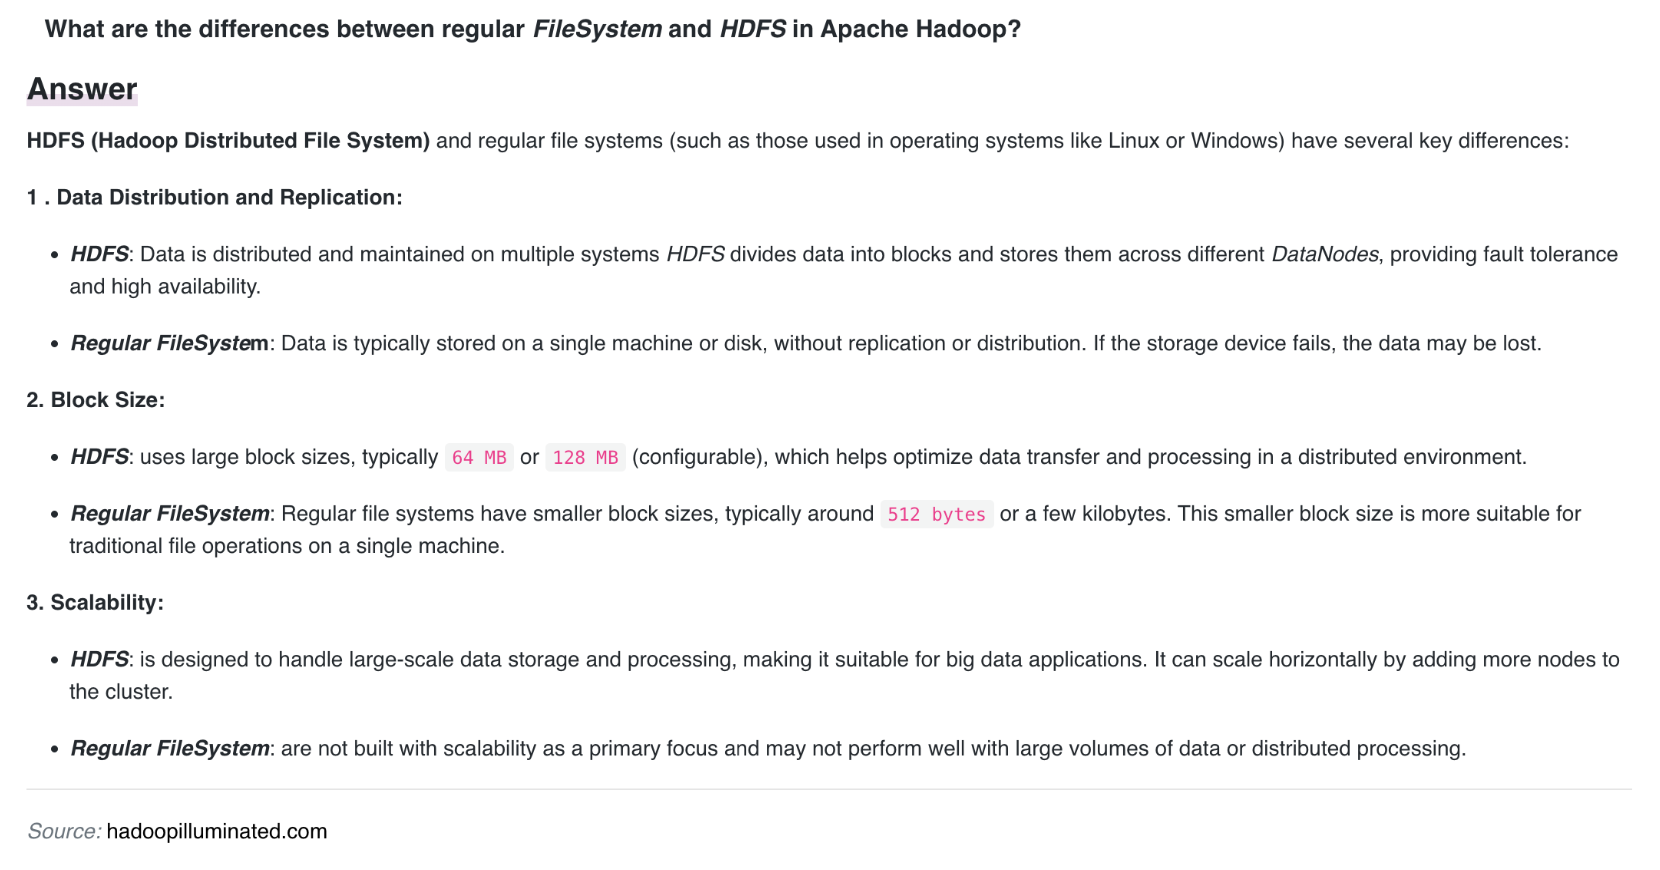 What are the differences between regular FileSystem and HDFS in Apache Hadoop?
Answer
HDFS (Hadoop Distributed File System) and regular file systems (such as those used in operating systems like Linux or Windows) have several key differences:
1 . Data Distribution and Replication:
• HDFS: Data is distributed and maintained on multiple systems HDFS divides data into blocks and stores them across different DataNodes, providing fault tolerance
and high availability.
• Regular FileSystem: Data is typically stored on a single machine or disk, without replication or distribution. If the storage device fails, the data may be lost.
2. Block Size:
• HDFS: uses large block sizes, typically 64 MB or 128 MB (configurable), which helps optimize data transfer and processing in a distributed environment.
• Regular FileSystem: Regular file systems have smaller block sizes, typically around 512 bytes or a few kilobytes. This smaller block size is more suitable for
traditional file operations on a single machine.
3. Scalability:
• HDFS: is designed to handle large-scale data storage and processing, making it suitable for big data applications. It can scale horizontally by adding more nodes to
the cluster.
• Regular FileSystem: are not built with scalability as a primary focus and may not perform well with large volumes of data or distributed processing.
Source: hadoopilluminated.com